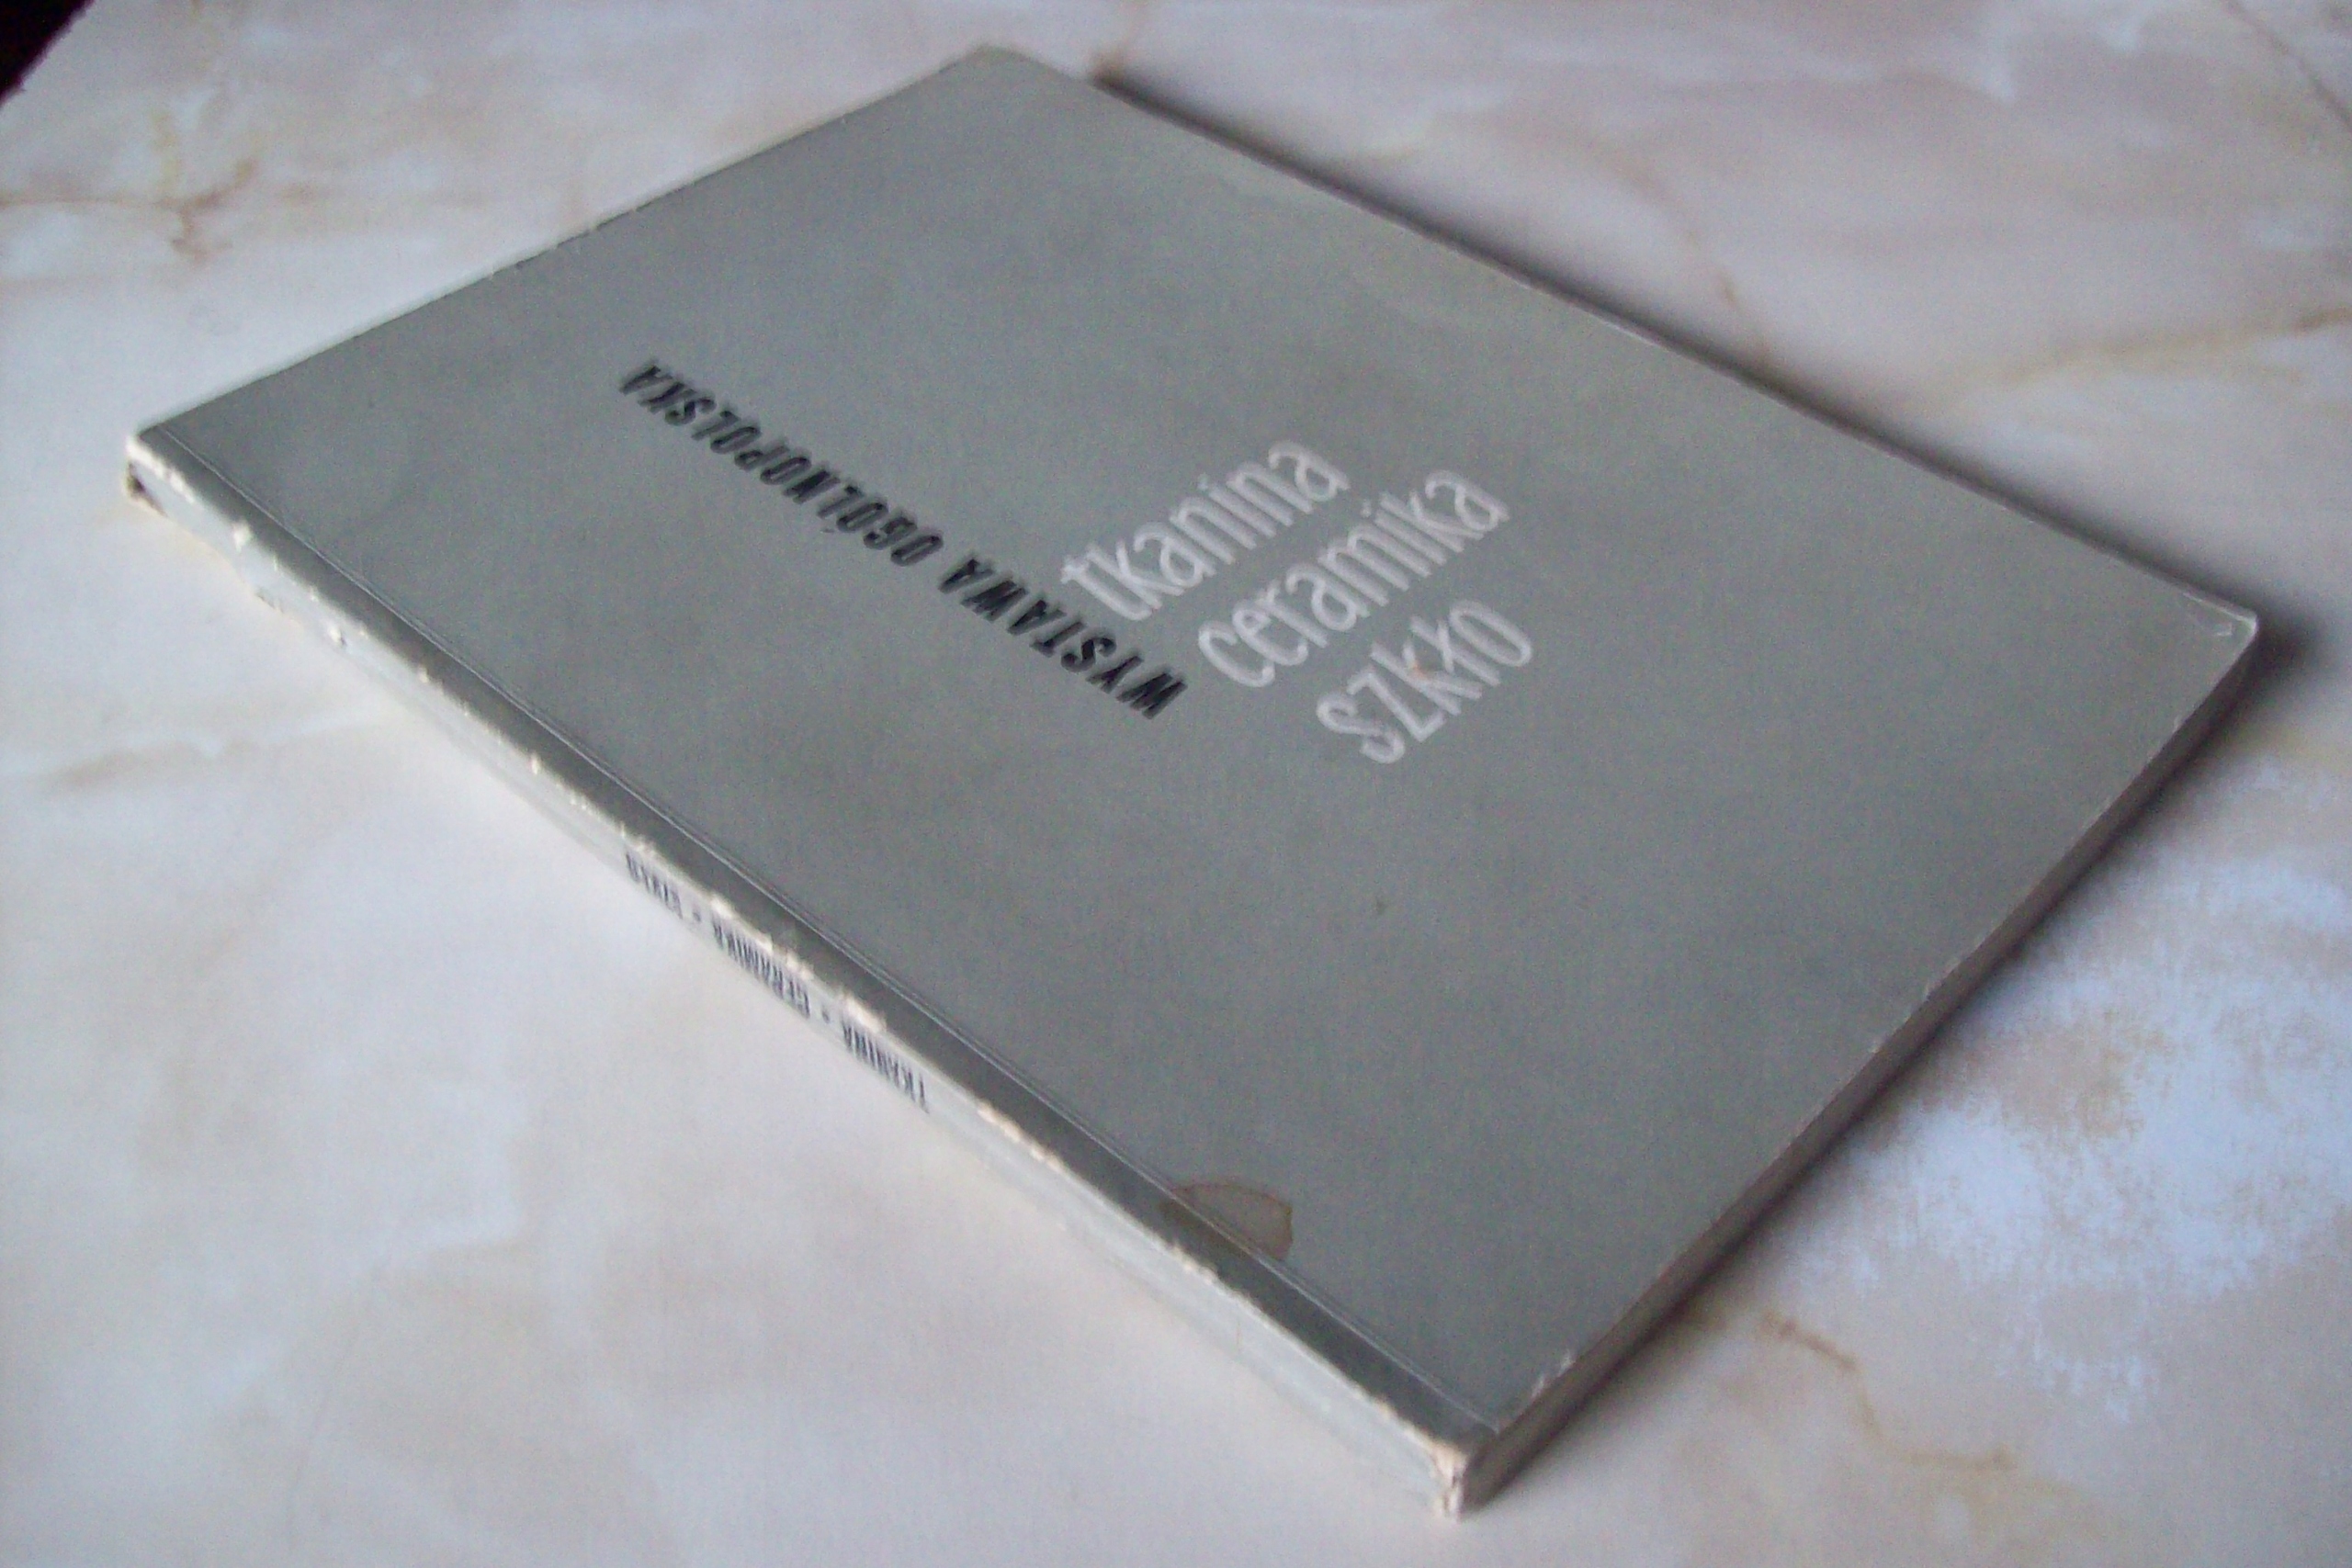 WYSTAWA OGÓLNOPOLSKA
tkanina
ceramika
szkło
TKANINA • CERAMIKA • SZKŁO